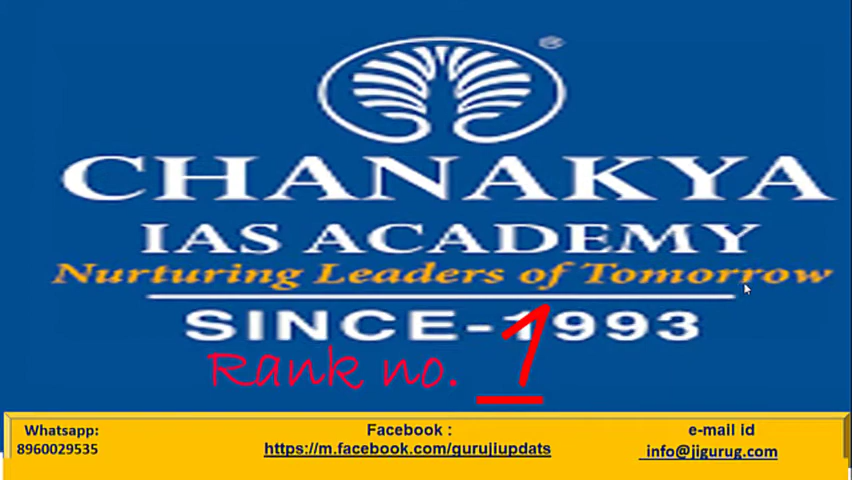 ®
CHANAKYA
IAS ACADEMY
Nurturing Leaders of Tomorrow
SINCE-1993
Rank no. 1
Whatsapp:
8960029535
Facebook :
https://m.facebook.com/gurujiupdats
e-mail id
info@jigurug.com